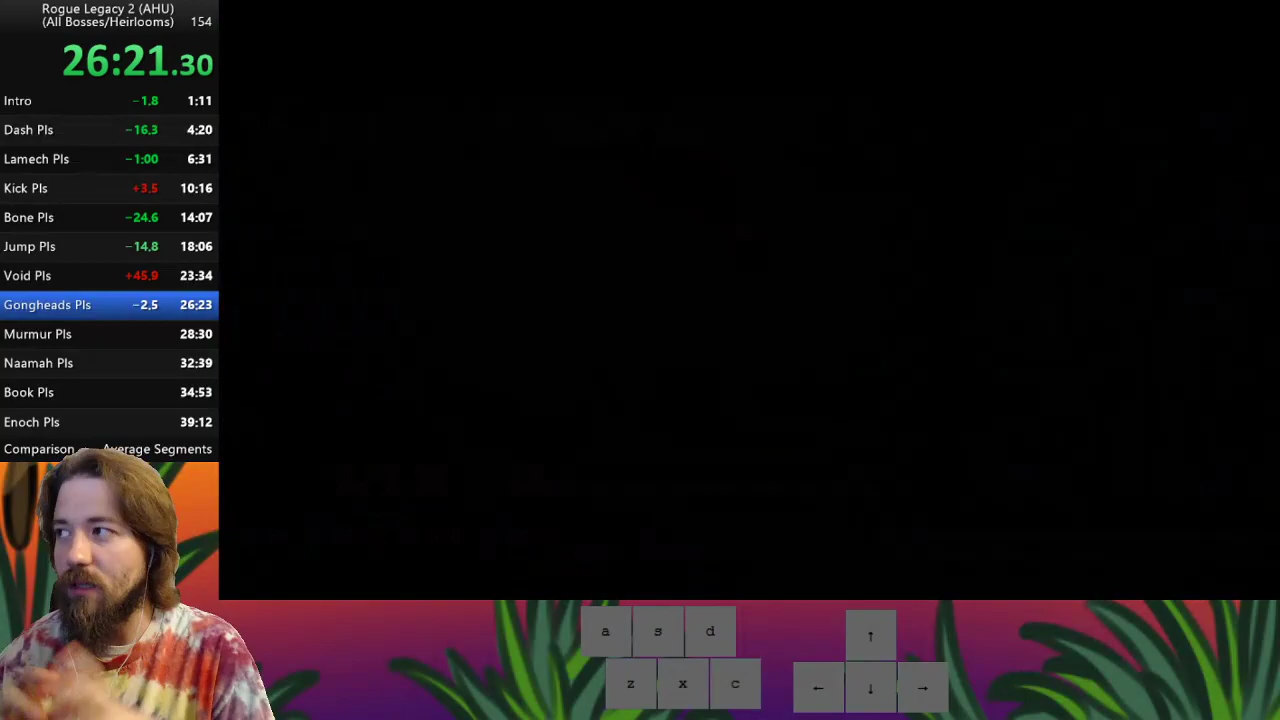 Rogue Legacy 2 (AHU)
(All Bosses/Heirlooms) 154
26:21.30
Intro -1.8 1:11
Dash Pls -16.3 4:20
Lamech Pls -1:00 6:31
Kick Pls +3.5 10:16
Bone Pls -24.6 14:07
Jump Pls -14.8 18:06
Void Pls +45.9 23:34
Gongheads Pls -2.5 26:23
Murmur Pls 28:30
Naamah Pls 32:39
Book Pls 34:53
Enoch Pls 39:12
Comparison Average Segments
a s d ↑
z x c ← ↓ →